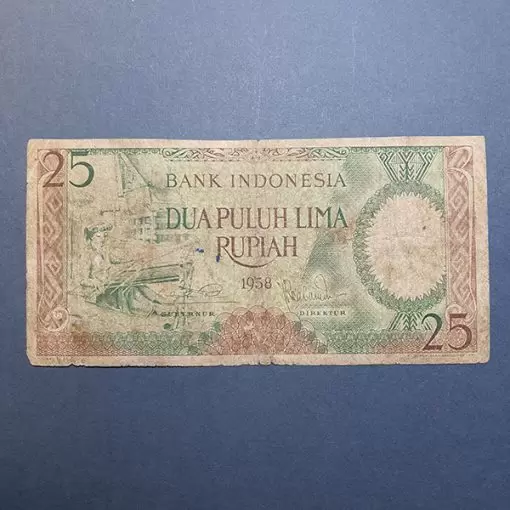 25
BANK INDONESIA
DUA PULUH LIMA
RUPIAH
1958
GUBERNUR DIREKTUR
25